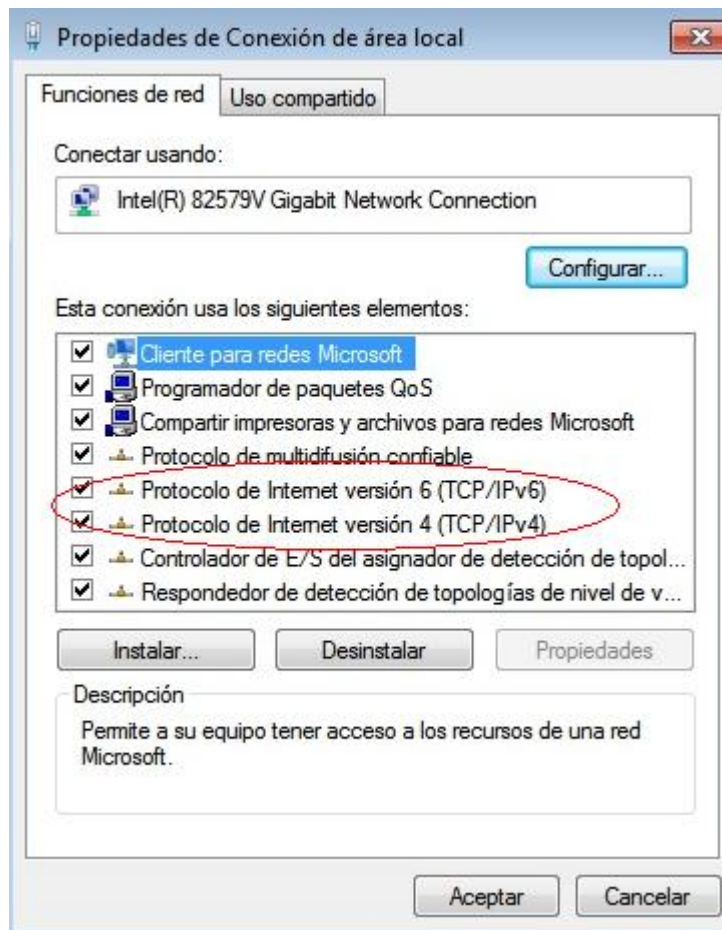 Propiedades de Conexión de área local
Funciones de red
Uso compartido
Conectar usando:
Intel(R) 82579V Gigabit Network Connection
Configurar...
Esta conexión usa los siguientes elementos:
Cliente para redes Microsoft
Programador de paquetes QoS
Compartir impresoras y archivos para redes Microsoft
Protocolo de multidifusión confiable
Protocolo de Internet versión 6 (TCP/IPv6)
Protocolo de Internet versión 4 (TCP/IPv4)
Controlador de E/S del asignador de detección de topol...
Respondedor de detección de topologías de nivel de v...
Instalar...
Desinstalar
Propiedades
Descripción
Permite a su equipo tener acceso a los recursos de una red
Microsoft.
Aceptar
Cancelar